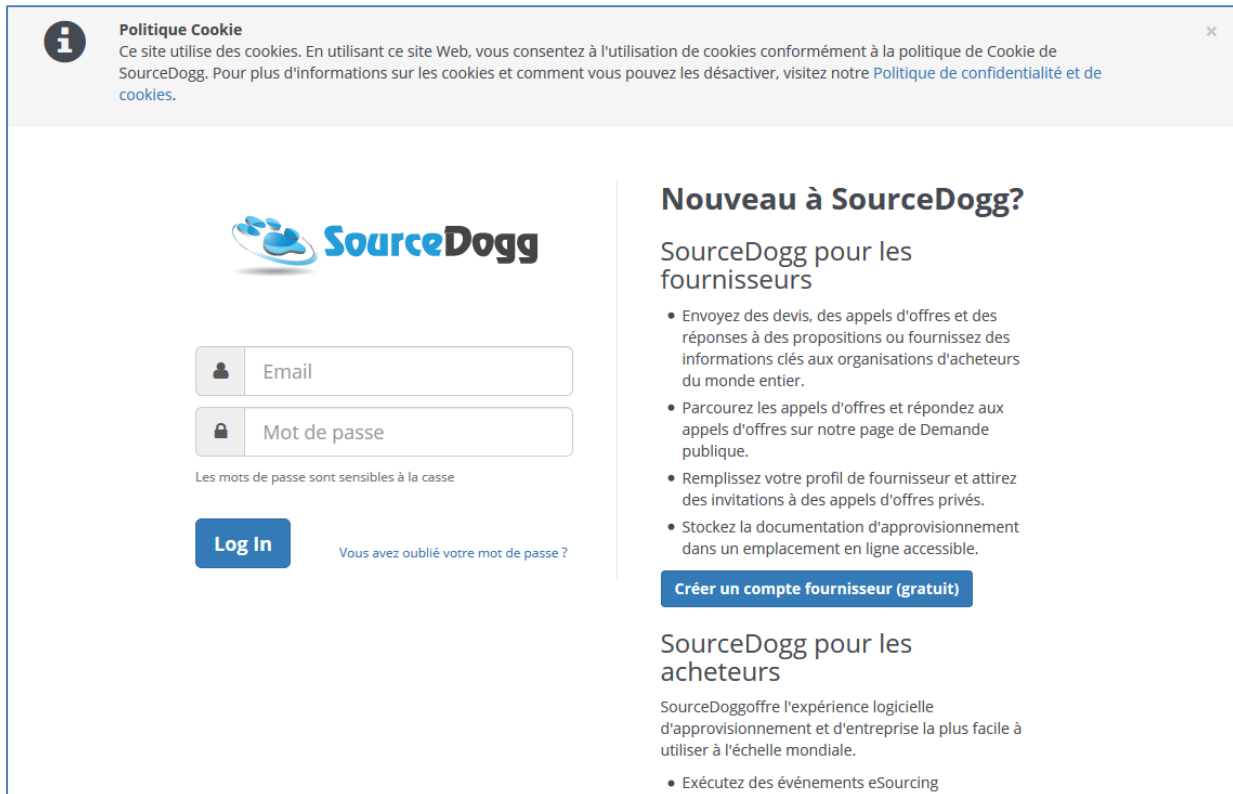 Politique Cookie
Ce site utilise des cookies. En utilisant ce site Web, vous consentez à l'utilisation de cookies conformément à la politique de Cookie de
SourceDogg. Pour plus d'informations sur les cookies et comment vous pouvez les désactiver, visitez notre Politique de confidentialité et de
cookies.
×
SourceDogg
Email
Mot de passe
Les mots de passe sont sensibles à la casse
Log In
Vous avez oublié votre mot de passe ?
Nouveau à SourceDogg?
SourceDogg pour les
fournisseurs
• Envoyez des devis, des appels d'offres et des
réponses à des propositions ou fournissez des
informations clés aux organisations d'acheteurs
du monde entier.
• Parcourez les appels d'offres et répondez aux
appels d'offres sur notre page de Demande
publique.
• Remplissez votre profil de fournisseur et attirez
des invitations à des appels d'offres privés.
• Stockez la documentation d'approvisionnement
dans un emplacement en ligne accessible.
Créer un compte fournisseur (gratuit)
SourceDogg pour les
acheteurs
SourceDoggoffre l'expérience logicielle
d'approvisionnement et d'entreprise la plus facile à
utiliser à l'échelle mondiale.
• Exécutez des événements eSourcing